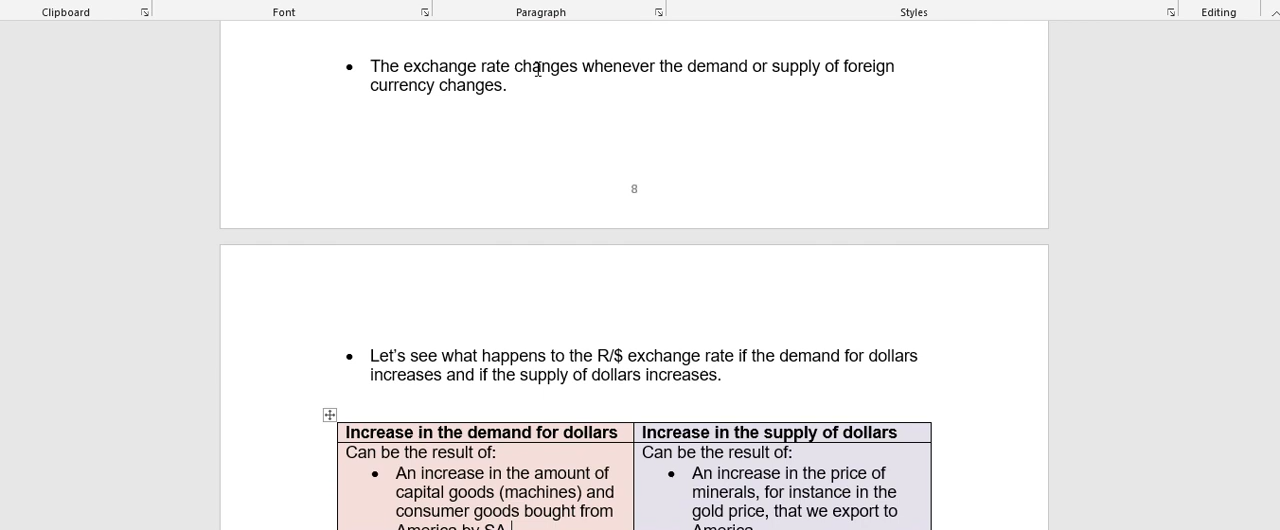 Clipboard Font Paragraph Styles Editing
• The exchange rate changes whenever the demand or supply of foreign
currency changes.
8
• Let's see what happens to the R/$ exchange rate if the demand for dollars
increases and if the supply of dollars increases.
Increase in the demand for dollars
Can be the result of:
• An increase in the amount of
capital goods (machines) and
consumer goods bought from
America by SA
Increase in the supply of dollars
Can be the result of:
• An increase in the price of
minerals, for instance in the
gold price, that we export to
America